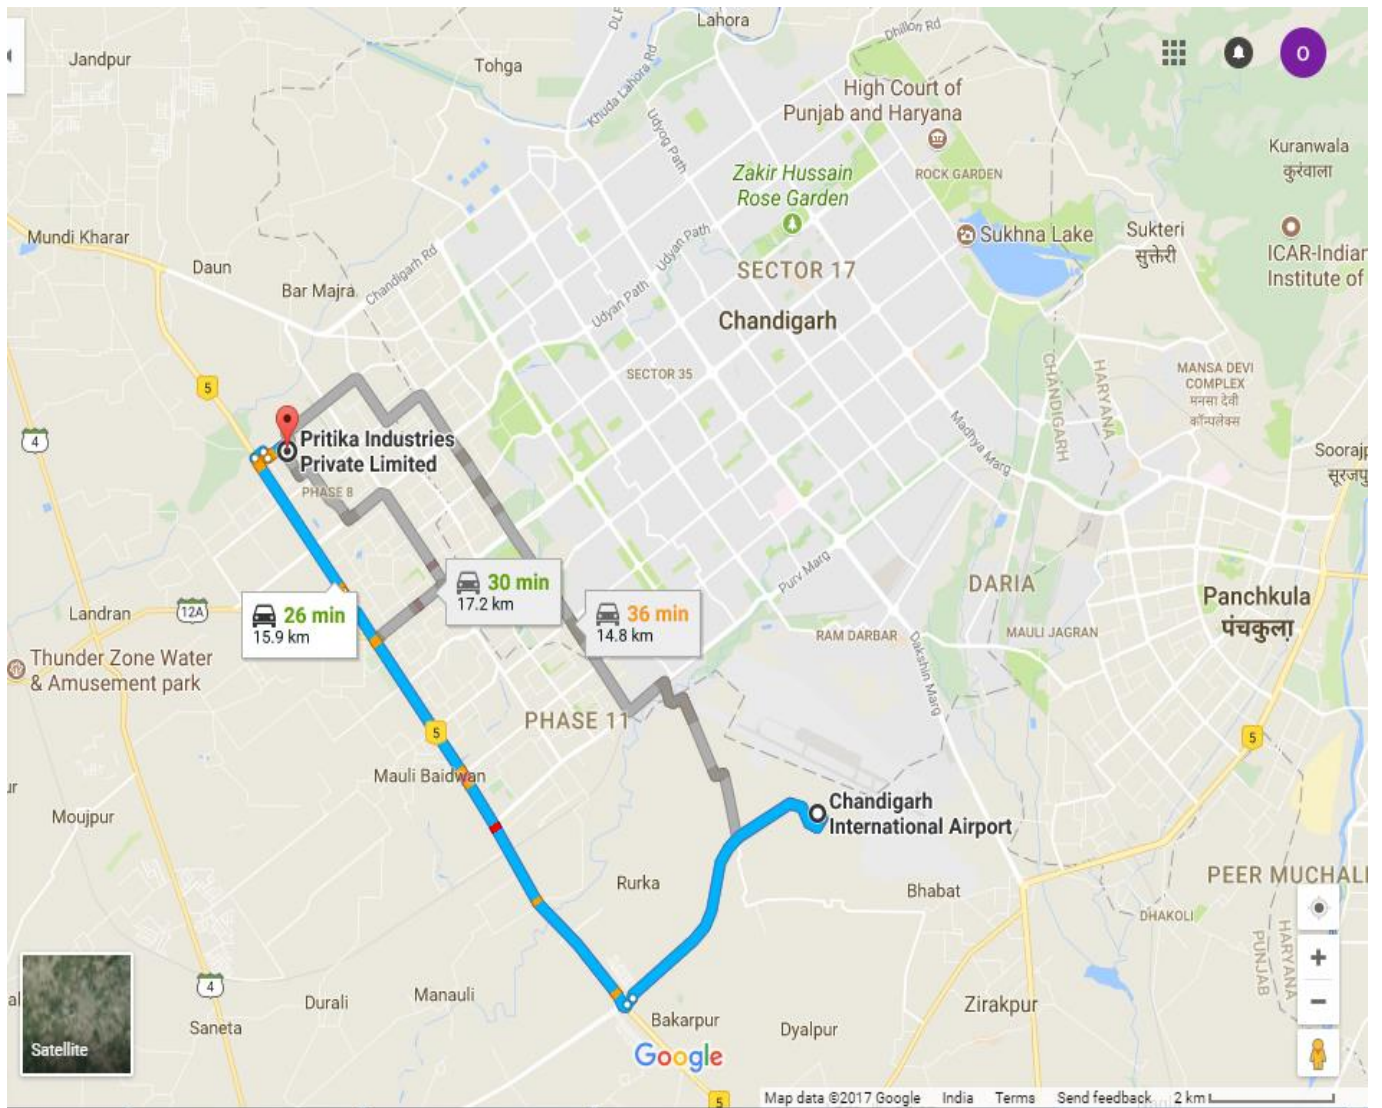 Lahora
Dhillon Rd
Jandpur
Tohga
Khuda Lahora Rd
O
High Court of
Punjab and Haryana
Udyog Path
Kuranwala
कुरंवाला
Zakir Hussain
Rose Garden
ROCK GARDEN
Mundi Kharar
Udyan Path
Sukhna Lake
Sukteri
सुक्तेरी
ICAR-Indian
Institute of
Daun
Chandigarh Rd
SECTOR 17
Bar Majra
Udyan Path
Chandigarh
SECTOR 35
CHANDIGARH
HARYANA
MANSA DEVI
COMPLEX
मनसा देवी
कॉम्पलेक्स
5
4
Pritika Industries
Private Limited
Madhya Marg
PHASE 8
Purv Marg
30 min
17.2 km
DARIA
Panchkula
पंचकुला
Landran
12A
26 min
15.9 km
36 min
14.8 km
RAM DARBAR
MAULI JAGRAN
Dakshin Marg
Thunder Zone Water
& Amusement park
PHASE 11
5
5
Mauli Baidwan
Moujpur
Chandigarh
International Airport
Rurka
Bhabat
PEER MUCHALL
DHAKOLI
HARYANA
PUNJAB
4
Durali
Manauli
Zirakpur
Saneta
Bakarpur
Dyalpur
Satellite
Google
5
Map data ©2017 Google India Terms Send feedback 2 km